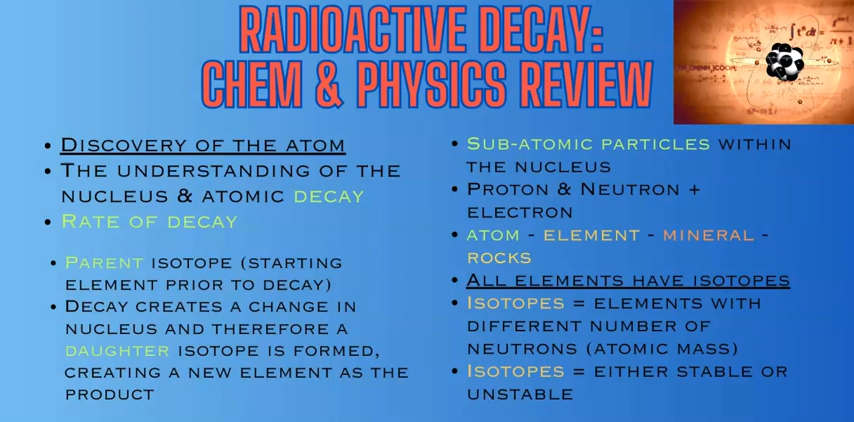 RADIOACTIVE DECAY:
CHEM & PHYSICS REVIEW
• DISCOVERY OF THE ATOM
• THE UNDERSTANDING OF THE
NUCLEUS & ATOMIC DECAY
• RATE OF DECAY
• PARENT ISOTOPE (STARTING
ELEMENT PRIOR TO DECAY)
• DECAY CREATES A CHANGE IN
NUCLEUS AND THEREFORE A
DAUGHTER ISOTOPE IS FORMED,
CREATING A NEW ELEMENT AS THE
PRODUCT
• SUB-ATOMIC PARTICLES WITHIN
THE NUCLEUS
• PROTON & NEUTRON +
ELECTRON
• ATOM - ELEMENT - MINERAL -
ROCKS
• ALL ELEMENTS HAVE ISOTOPES
• ISOTOPES = ELEMENTS WITH
DIFFERENT NUMBER OF
NEUTRONS (ATOMIC MASS)
• ISOTOPES = EITHER STABLE OR
UNSTABLE